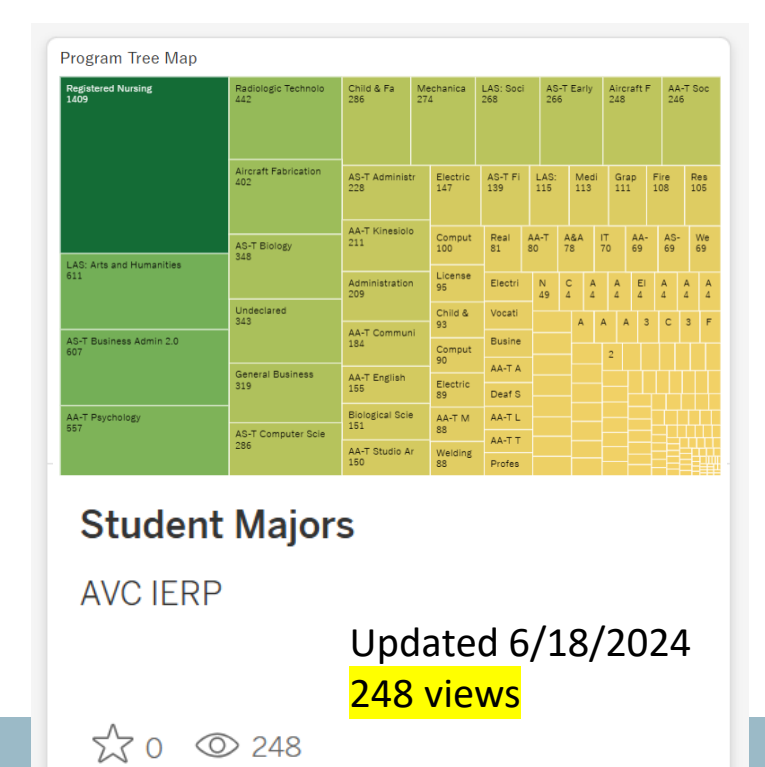 Program Tree Map
Registered Nursing
1409
LAS: Arts and Humanities
611
AS-T Business Admin 2.0
607
AA-T Psychology
557
Radiologic Technolo
442
Aircraft Fabrication
402
AS-T Biology
348
Undeclared
343
General Business
319
AS-T Computer Scie
286
Child & Fa
286
Mechanica
274
LAS: Soci
268
AS-T Early
266
Aircraft F
248
AA-T Soc
246
AS-T Administr
228
AA-T Kinesiolo
211
Administration
209
AA-T Communi
184
AA-T English
155
Biological Scie
151
AA-T Studio Ar
150
Electric
147
AS-T Fi
139
LAS:
115
Medi
113
Grap
111
Fire
108
Res
105
Comput
100
License
95
Child &
93
Comput
90
Electric
89
AA-T M
88
Welding
88
Real
81
AA-T
80
A&A
78
IT
70
AA-
69
AS-
69
We
69
Electri
Vocati
Busine
AA-T A
Deaf S
AA-T L
AA-T T
Profes
N
49
C
4
A
4
A
4
El
4
A
4
A
4
A
4
A
A
A
3
C
3
F
2
Student Majors
AVC IERP
Updated 6/18/2024
248 views
0
248